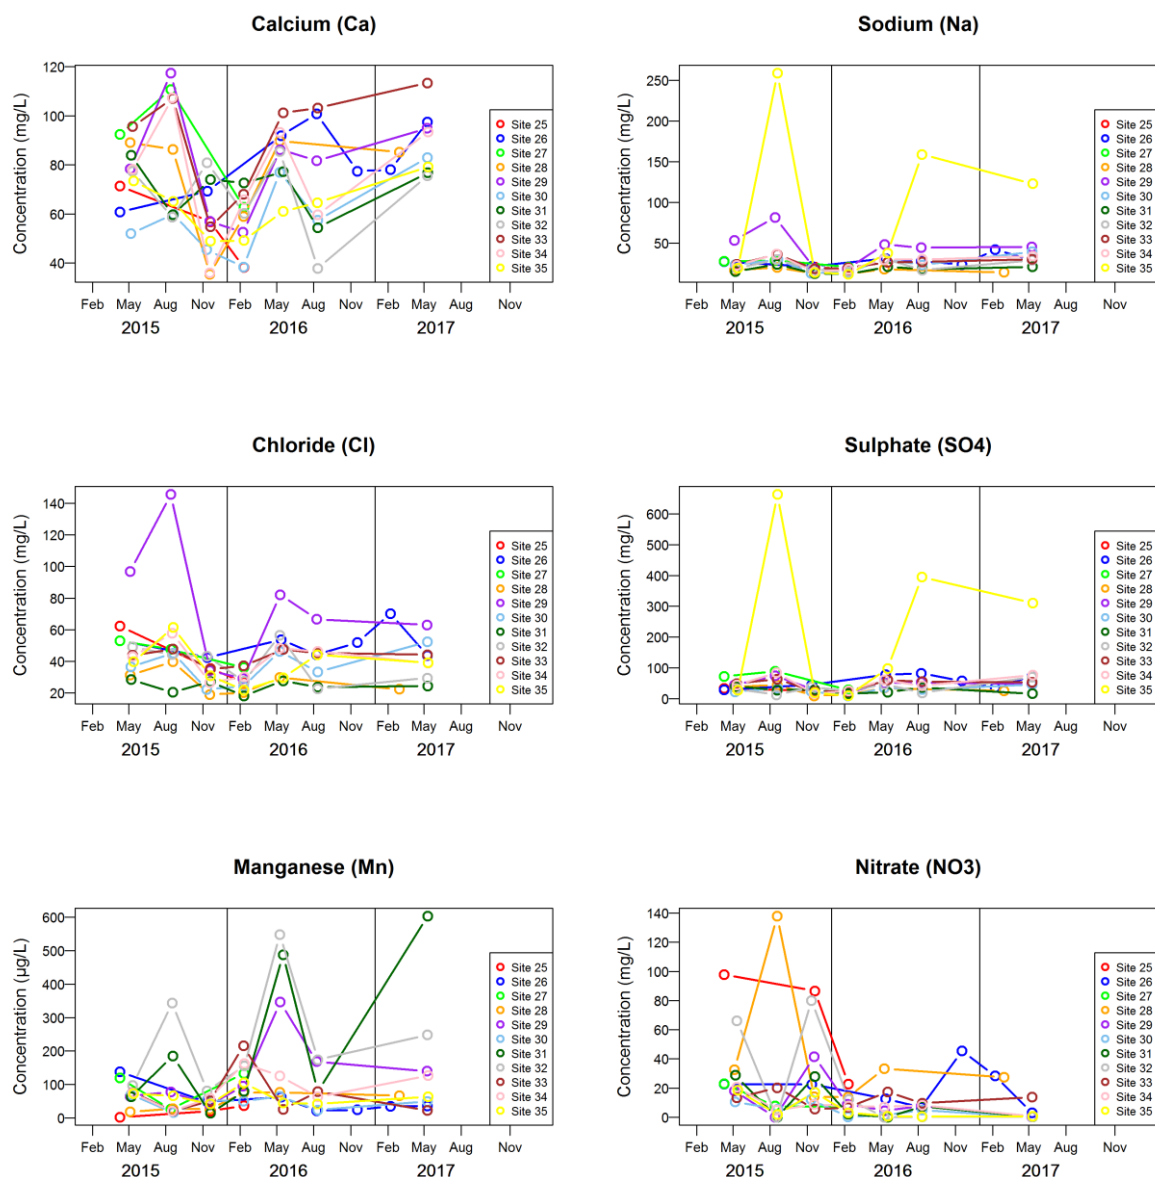 Calcium (Ca)
Concentration (mg/L)
120
100
80
60
40
Feb May Aug Nov Feb May Aug Feb May Aug Nov
2015 2016 2017
Site 25
Site 26
Site 27
Site 28
Site 29
Site 30
Site 31
Site 32
Site 33
Site 34
Site 35
Sodium (Na)
Concentration (mg/L)
250
200
150
100
50
Feb May Aug Nov Feb May Aug Nov Feb May Aug Nov
2015 2016 2017
Site 25
Site 26
Site 27
Site 28
Site 29
Site 30
Site 31
Site 32
Site 33
Site 34
Site 35
Chloride (Cl)
Concentration (mg/L)
140
120
100
80
60
40
20
Feb May Aug Nov Feb May Aug Nov Feb May Aug Nov
2015 2016 2017
Site 25
Site 26
Site 27
Site 28
Site 29
Site 30
Site 31
Site 32
Site 33
Site 34
Site 35
Sulphate (SO4)
Concentration (mg/L)
600
500
400
300
200
100
0
Feb May Aug Nov Feb May Aug Nov Feb May Aug Nov
2015 2016 2017
Site 25
Site 26
Site 27
Site 28
Site 29
Site 30
Site 31
Site 32
Site 33
Site 34
Site 35
Manganese (Mn)
Concentration (µg/L)
600
500
400
300
200
100
0
Feb May Aug Nov Feb May Aug Nov Feb May Aug Nov
2015 2016 2017
Site 25
Site 26
Site 27
Site 28
Site 29
Site 30
Site 31
Site 32
Site 33
Site 34
Site 35
Nitrate (NO3)
Concentration (mg/L)
140
120
100
80
60
40
20
0
Feb May Aug Nov Feb May Aug Nov Feb May Aug Nov
2015 2016 2017
Site 25
Site 26
Site 27
Site 28
Site 29
Site 30
Site 31
Site 32
Site 33
Site 34
Site 35